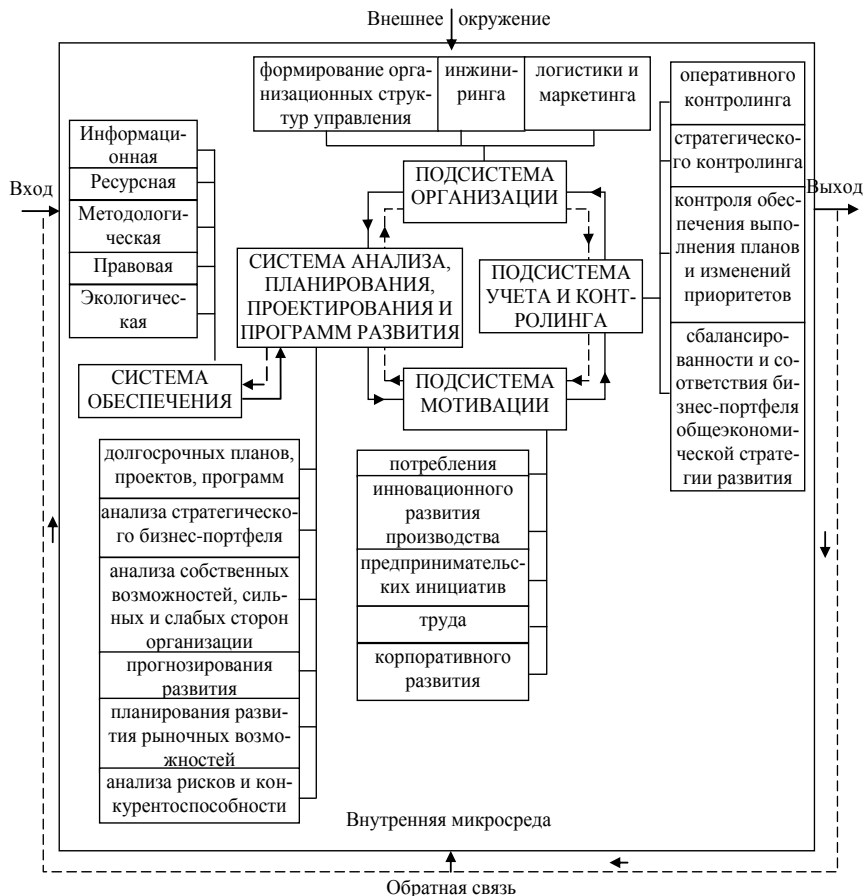 Внешнее окружение
формирование орга-
низационных струк-
тур управления
инжини-
ринга
логистики и
маркетинга
оперативного
контролинга
стратегическо-
го контролинга
контроля обес-
печения выпол-
нения планов
и изменений
приоритетов
сбалансиро-
ванности и со-
ответствия биз-
нес-портфеля
общеэкономи-
ческой страте-
гии развития
Информаци-
онная
Ресурсная
Методологи-
ческая
Правовая
Экологичес-
кая
Вход
Выход
ПОДСИСТЕМА
ОРГАНИЗАЦИИ
СИСТЕМА АНАЛИЗА,
ПЛАНИРОВАНИЯ,
ПРОЕКТИРОВАНИЯ И
ПРОГРАММ РАЗВИТИЯ
ПОДСИСТЕМА
УЧЕТА И КОНТ-
РОЛИНГА
СИСТЕМА
ОБЕСПЕЧЕНИЯ
ПОДСИСТЕМА
МОТИВАЦИИ
долгосрочных планов,
проектов, программ
анализа стратегическо-
го бизнес-портфеля
анализа собственных
возможностей, силь-
ных и слабых сторон
организации
прогнозирования
развития
планирования разви-
тия рыночных возмо-
жностей
анализа рисков и кон-
курентоспособности
потребления
инновационного
развития
производства
предпринимательс-
ких инициатив
труда
корпоративного
развития
Внутренняя микросреда
Обратная связь